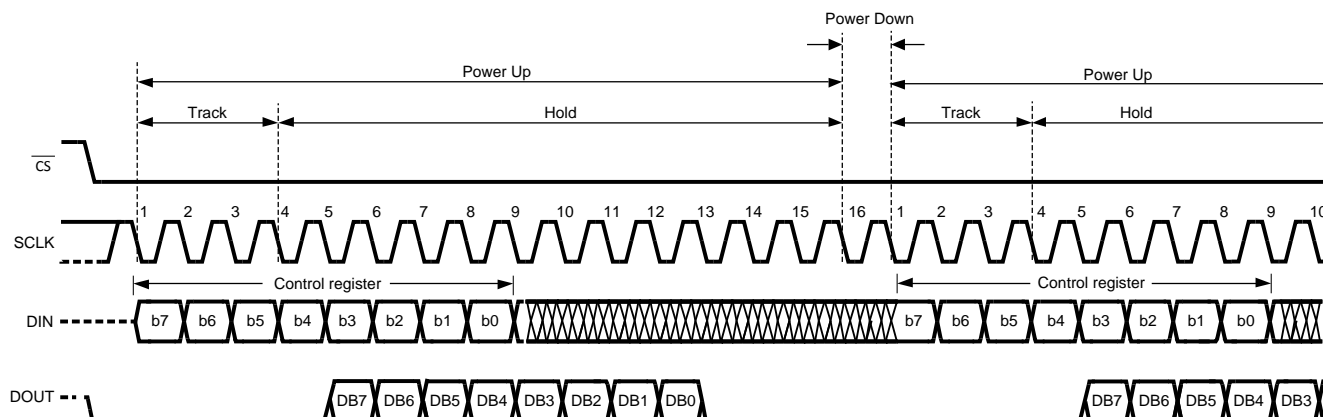 Power Down
Power Up
Power Up
Track Hold Track Hold
CS
1 2 3 4 5 6 7 8 9 10 11 12 13 14 15 16 1 2 3 4 5 6 7 8 9 10
SCLK
Control register Control register
DIN b7 b6 b5 b4 b3 b2 b1 b0 b7 b6 b5 b4 b3 b2 b1 b0
DOUT DB7 DB6 DB5 DB4 DB3 DB2 DB1 DB0 DB7 DB6 DB5 DB4 DB3